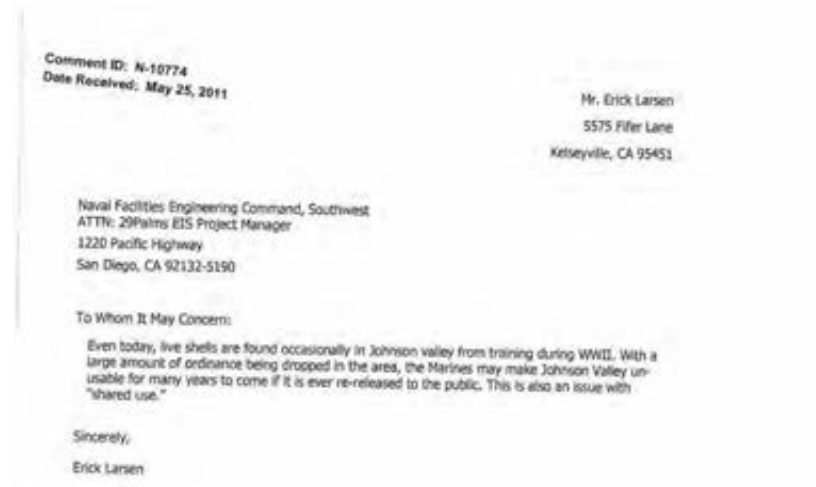 Comment ID: N-10774
Date Received: May 25, 2011
Mr. Erick Larsen
5575 Fifer Lane
Kelseyville, CA 95451
Naval Facilities Engineering Command, Southwest
ATTN: 29Palms EIS Project Manager
1220 Pacific Highway
San Diego, CA 92132-5190
To Whom It May Concern:
Even today, live shells are found occasionally in Johnson valley from training during WWII. With a
large amount of ordinance being dropped in the area, the Marines may make Johnson Valley un-
usable for many years to come if it is ever re-released to the public. This is also an issue with
"shared use."
Sincerely,
Erick Larsen